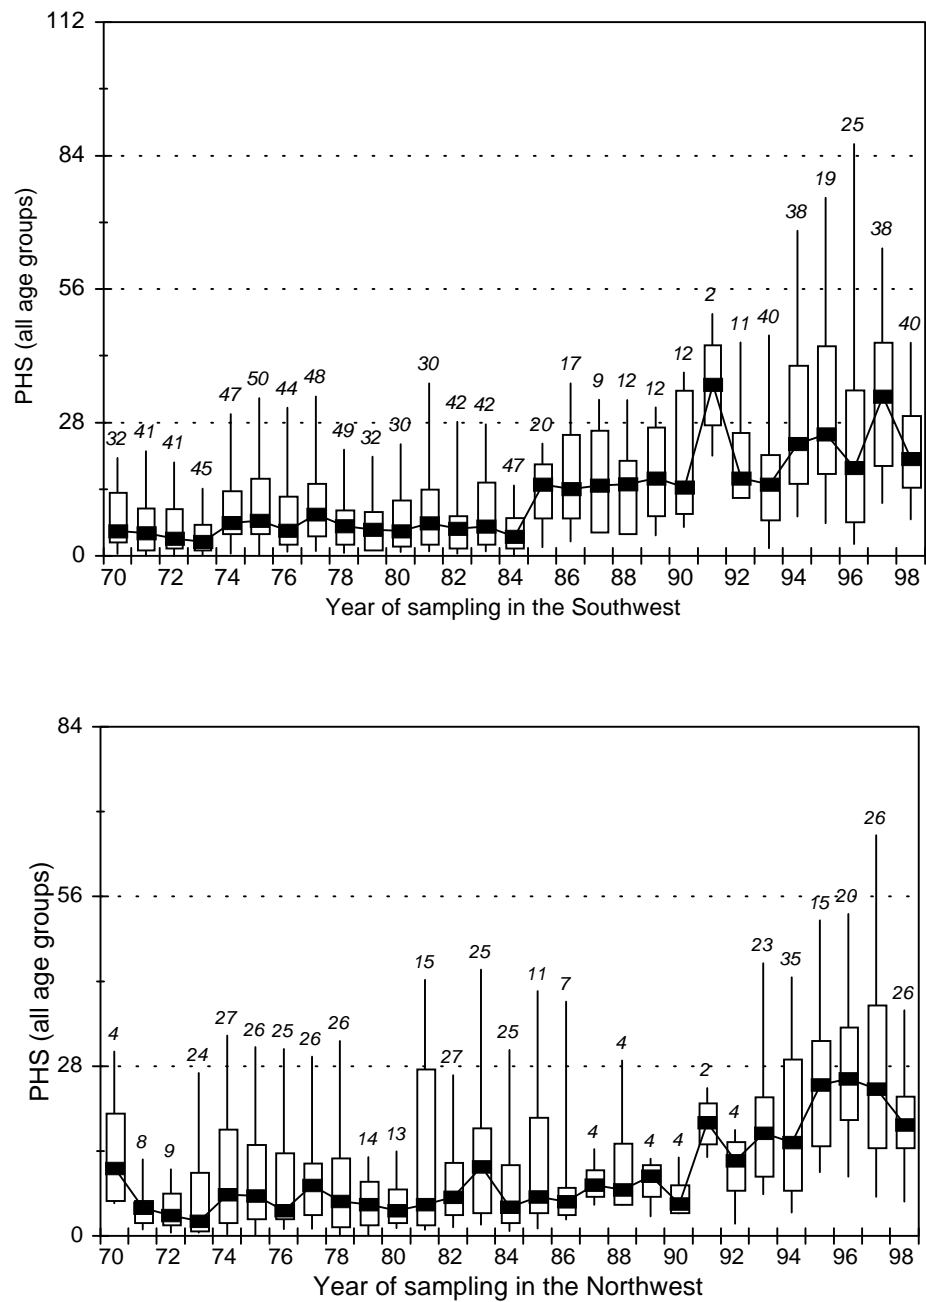 112
84
56
28
0
PHS (all age groups)
32 41 41 45 47 50 44 48 49 32 30 30 42 42 47 20 17 9 12 12 12 2 11 40 38 19 25 38 40
70 72 74 76 78 80 82 84 86 88 90 92 94 96 98
Year of sampling in the Southwest
84
56
28
0
PHS (all age groups)
4 8 9 24 27 26 25 26 26 14 13 15 27 25 25 11 7 4 4 4 4 2 4 23 35 15 20 26 26
70 72 74 76 78 80 82 84 86 88 90 92 94 96 98
Year of sampling in the Northwest